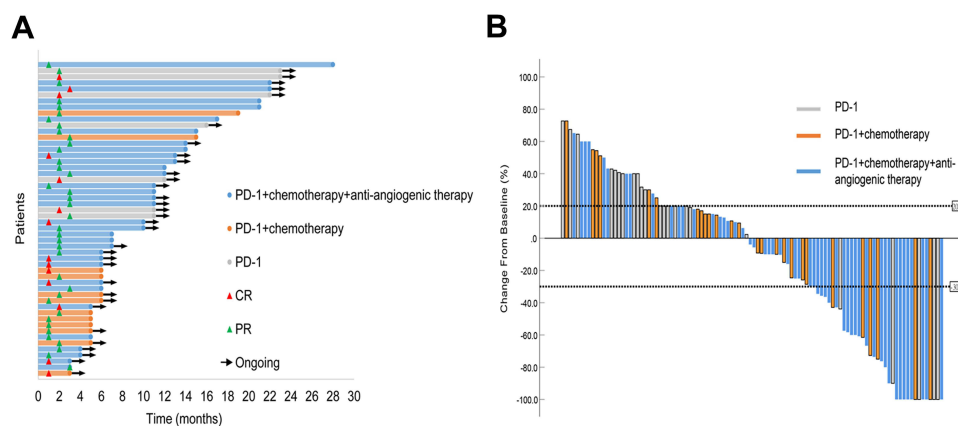 A
Patients
PD-1+chemotherapy+anti-angiogenic therapy
PD-1+chemotherapy
PD-1
CR
PR
Ongoing
0 2 4 6 8 10 12 14 16 18 20 22 24 26 28 30
Time (months)
B
Change From Baseline (%)
100.0
80.0
60.0
40.0
20.0
.0
-20.0
-40.0
-60.0
-80.0
-100.0
PD-1
PD-1+chemotherapy
PD-1+chemotherapy+anti-
angiogenic therapy